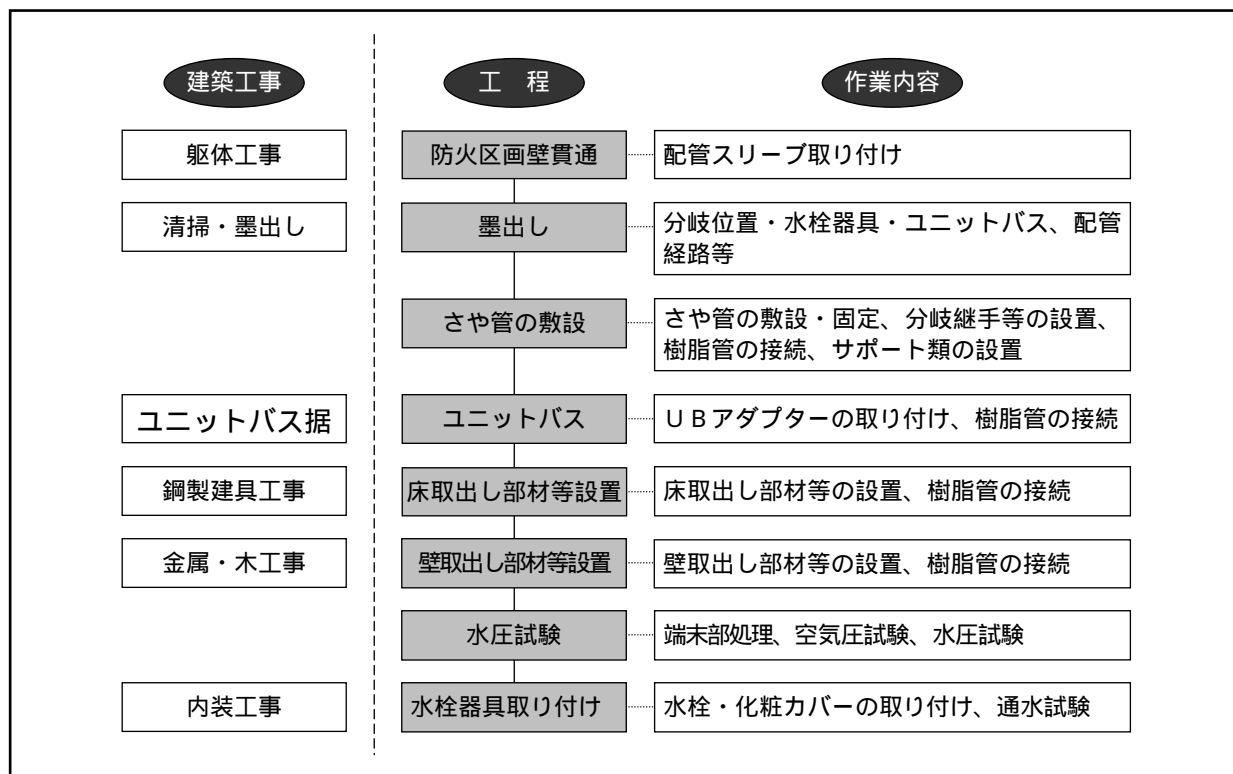 建築工事 工　程 作業内容
躯体工事 防火区画壁貫通 配管スリーブ取り付け
清掃・墨出し 墨出し 分岐位置・水栓器具・ユニットバス、配管
経路等
さや管の敷設 さや管の敷設・固定、分岐継手等の設置、
樹脂管の接続、サポート類の設置
ユニットバス据 ユニットバス ＵＢアダプターの取り付け、樹脂管の接続
鋼製建具工事 床取出し部材等設置 床取出し部材等の設置、樹脂管の接続
金属・木工事 壁取出し部材等設置 壁取出し部材等の設置、樹脂管の接続
水圧試験 端末部処理、空気圧試験、水圧試験
内装工事 水栓器具取り付け 水栓・化粧カバーの取り付け、通水試験